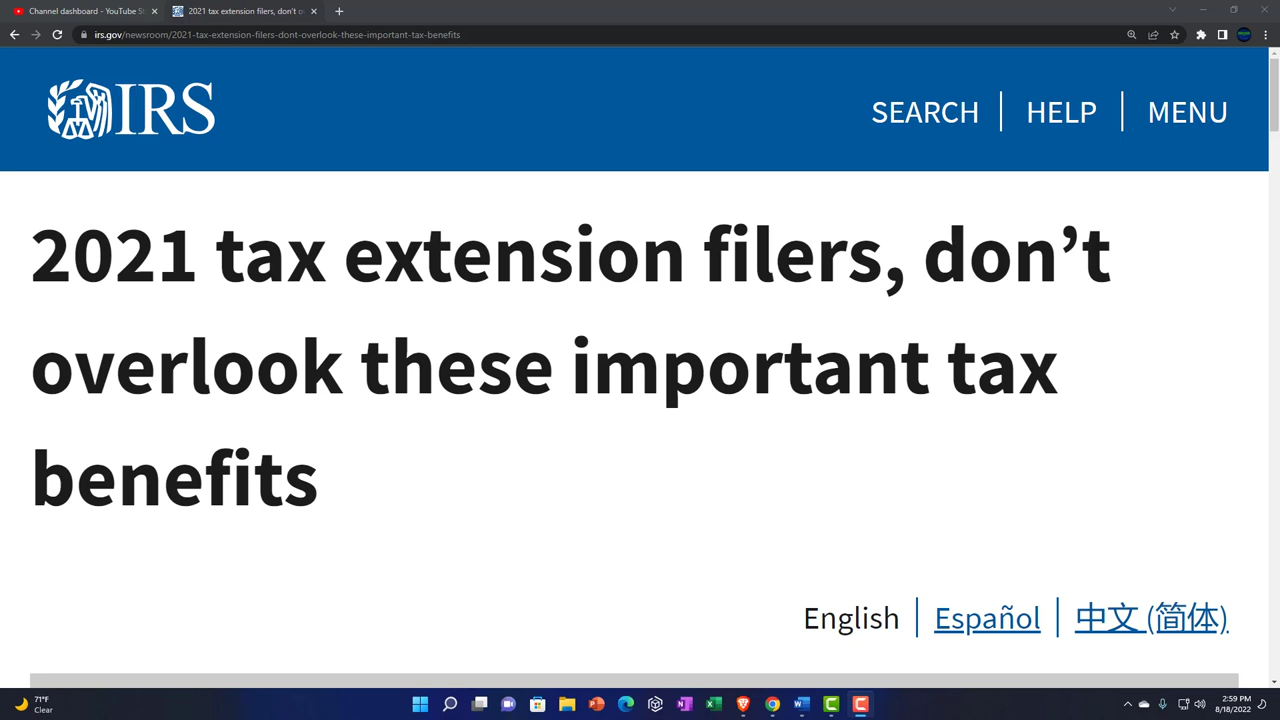 Channel dashboard - YouTube St
2021 tax extension filers, don't o
irs.gov/newsroom/2021-tax-extension-filers-dont-overlook-these-important-tax-benefits
IRS
SEARCH
HELP
MENU
2021 tax extension filers, don’t
overlook these important tax
benefits
English
Español
中文 (简体)
71°F
Clear
2:59 PM
8/18/2022